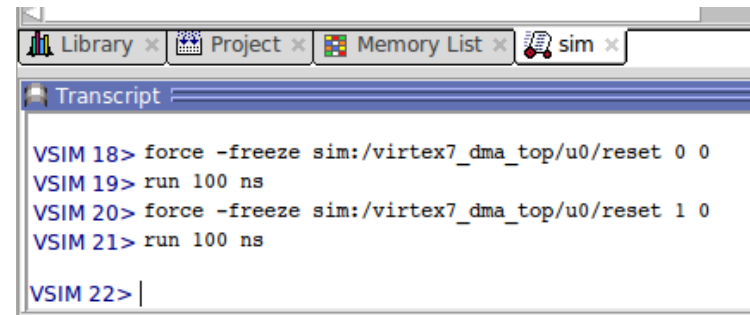 Library Project Memory List sim
Transcript
VSIM 18> force -freeze sim:/virtex7_dma_top/u0/reset 0 0
VSIM 19> run 100 ns
VSIM 20> force -freeze sim:/virtex7_dma_top/u0/reset 1 0
VSIM 21> run 100 ns
VSIM 22>